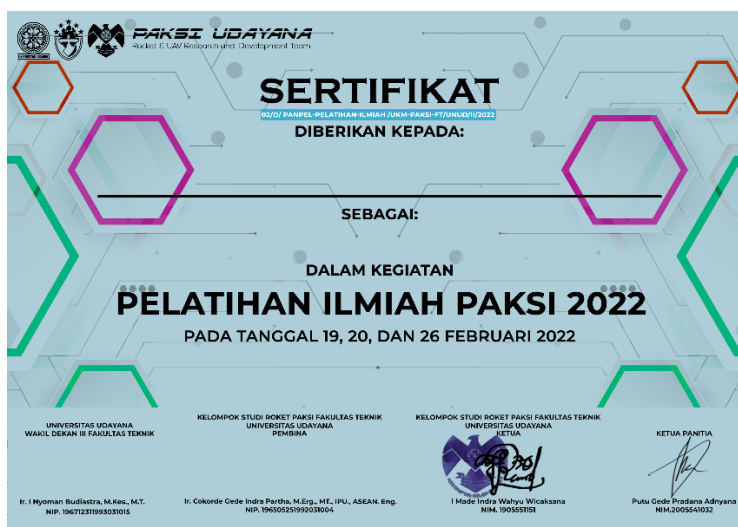 PAKSI UDAYANA
Rocket & UAV Research and Development Team
SERTIFIKAT
02/D/ PANPEL-PELATIHAN-ILMIAH /UKM-PAKSI-FT/UNUD/II/2022
DIBERIKAN KEPADA:
SEBAGAI:
DALAM KEGIATAN
PELATIHAN ILMIAH PAKSI 2022
PADA TANGGAL 19, 20, DAN 26 FEBRUARI 2022
UNIVERSITAS UDAYANA
WAKIL DEKAN III FAKULTAS TEKNIK
Ir. I Nyoman Budiastra, M.Kes., M.T.
NIP. 196712311993031015
KELOMPOK STUDI ROKET PAKSI FAKULTAS TEKNIK
UNIVERSITAS UDAYANA
PEMBINA
Ir. Cokorde Gede Indra Partha, M.Erg., MT., IPU., ASEAN. Eng.
NIP. 196505251992031004
KELOMPOK STUDI ROKET PAKSI FAKULTAS TEKNIK
UNIVERSITAS UDAYANA
KETUA
I Made Indra Wahyu Wicaksana
NIM. 1905551151
KETUA PANITIA
Putu Gede Pradana Adnyana
NIM.2005541032